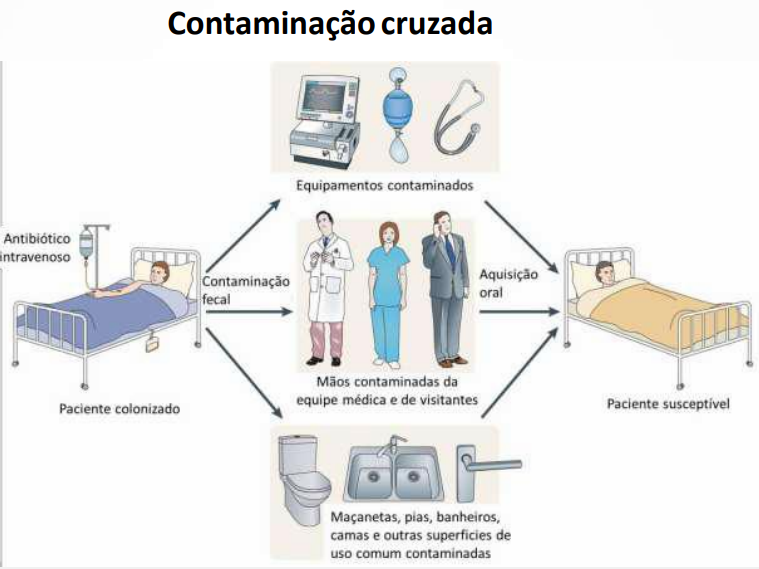 Contaminação cruzada
Equipamentos contaminados
Antibiótico
intravenoso
Contaminação
fecal
Aquisição
oral
Mãos contaminadas da
equipe médica e de visitantes
Paciente colonizado
Paciente susceptível
Maçanetas, pias, banheiros,
camas e outras superfícies de
uso comum contaminadas